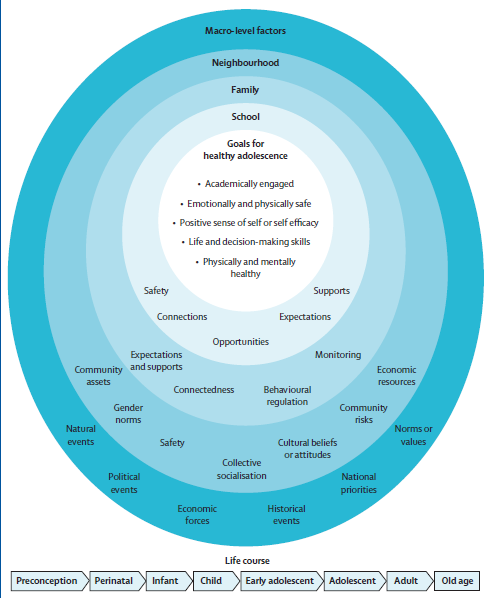 Macro-level factors
Neighbourhood
Family
School
Goals for
healthy adolescence
• Academically engaged
• Emotionally and physically safe
• Positive sense of self or self efficacy
• Life and decision-making skills
• Physically and mentally
healthy
Safety
Supports
Connections
Expectations
Opportunities
Expectations
and supports
Monitoring
Connectedness
Behavioural
regulation
Community
assets
Economic
resources
Gender
norms
Community
risks
Safety
Cultural beliefs
or attitudes
Collective
socialisation
Natural
events
Norms or
values
Political
events
National
priorities
Economic
forces
Historical
events
Life course
Preconception
Perinatal
Infant
Child
Early adolescent
Adolescent
Adult
Old age